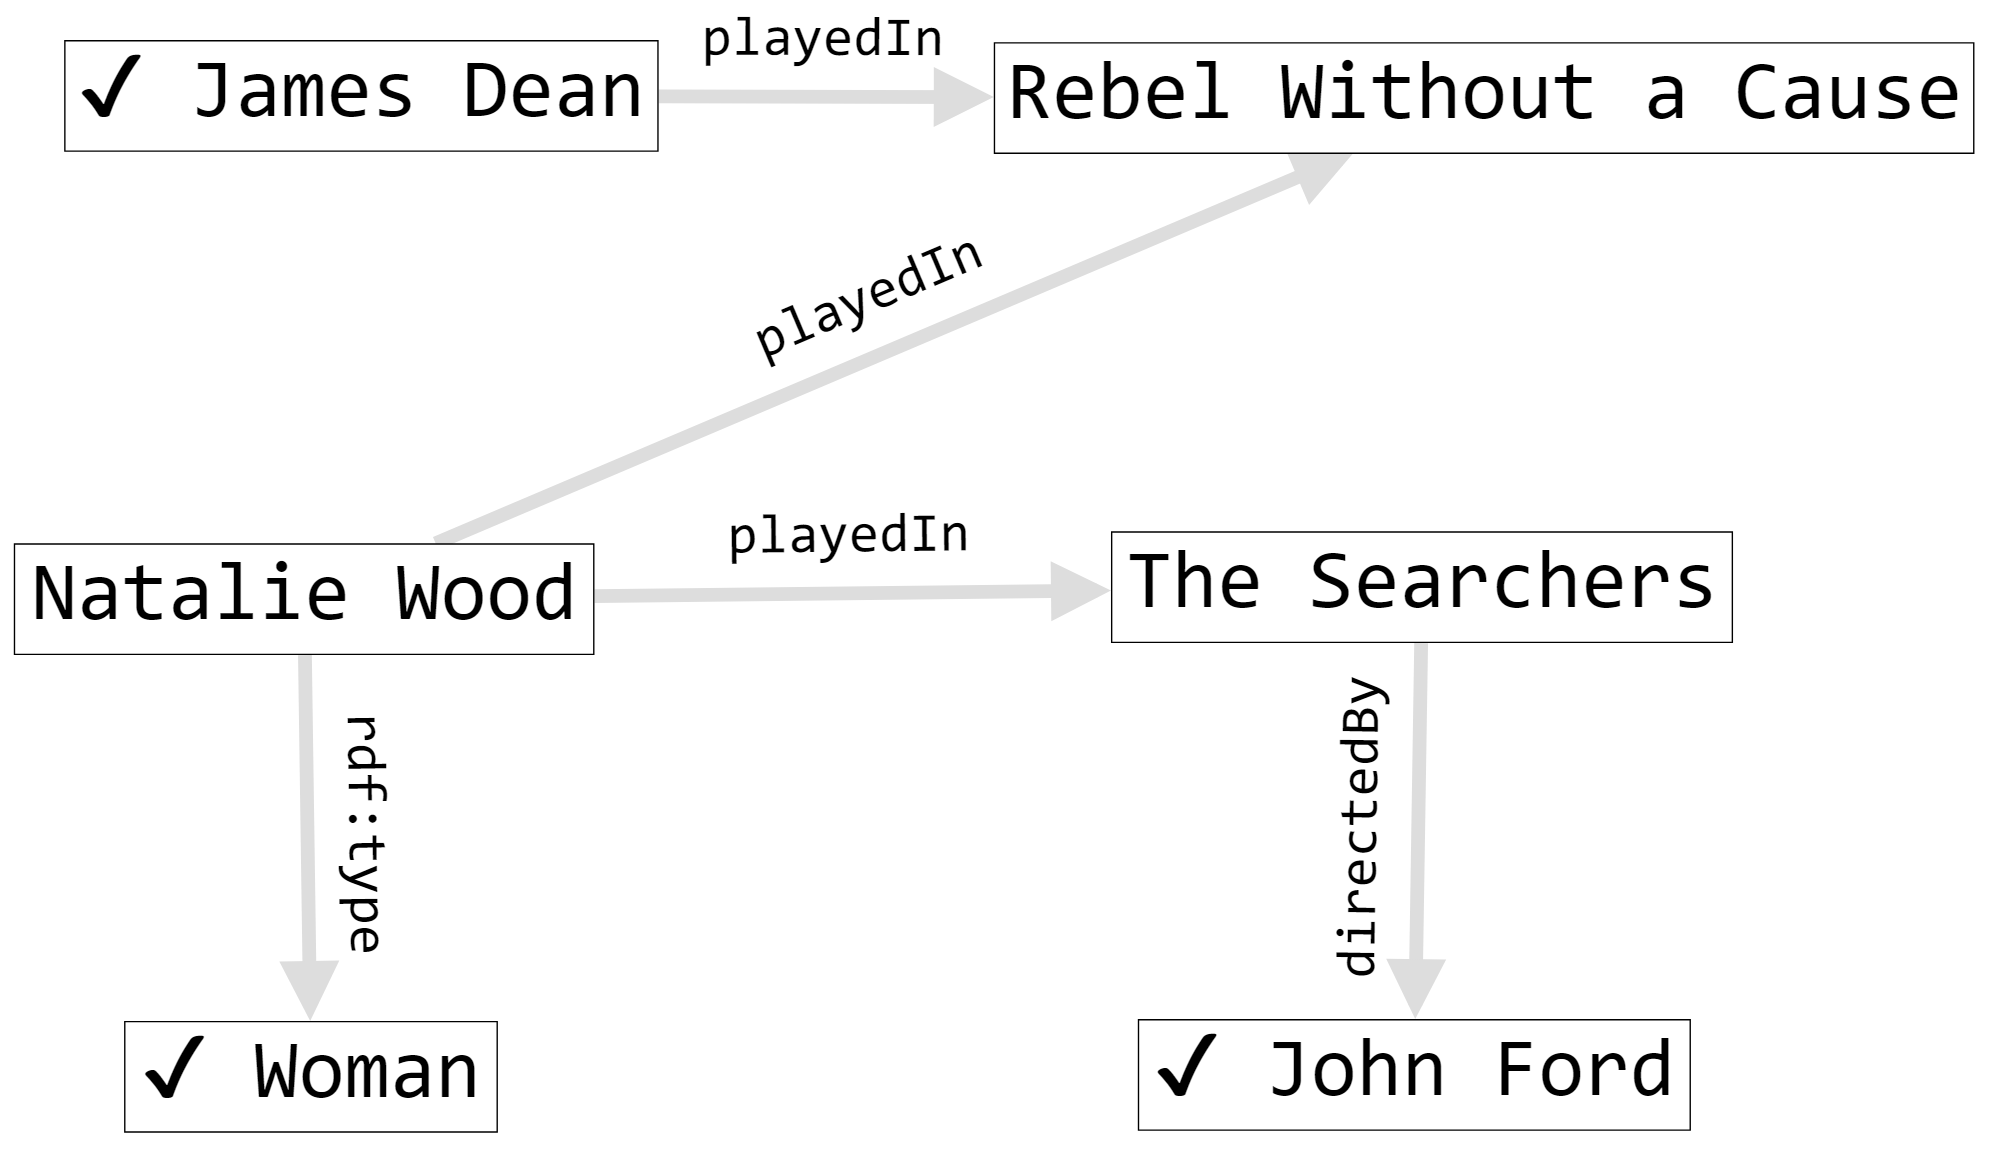 playedIn
✓ James Dean
Rebel Without a Cause
playedIn
playedIn
Natalie Wood
The Searchers
rdf:type
directedBy
✓ Woman
✓ John Ford